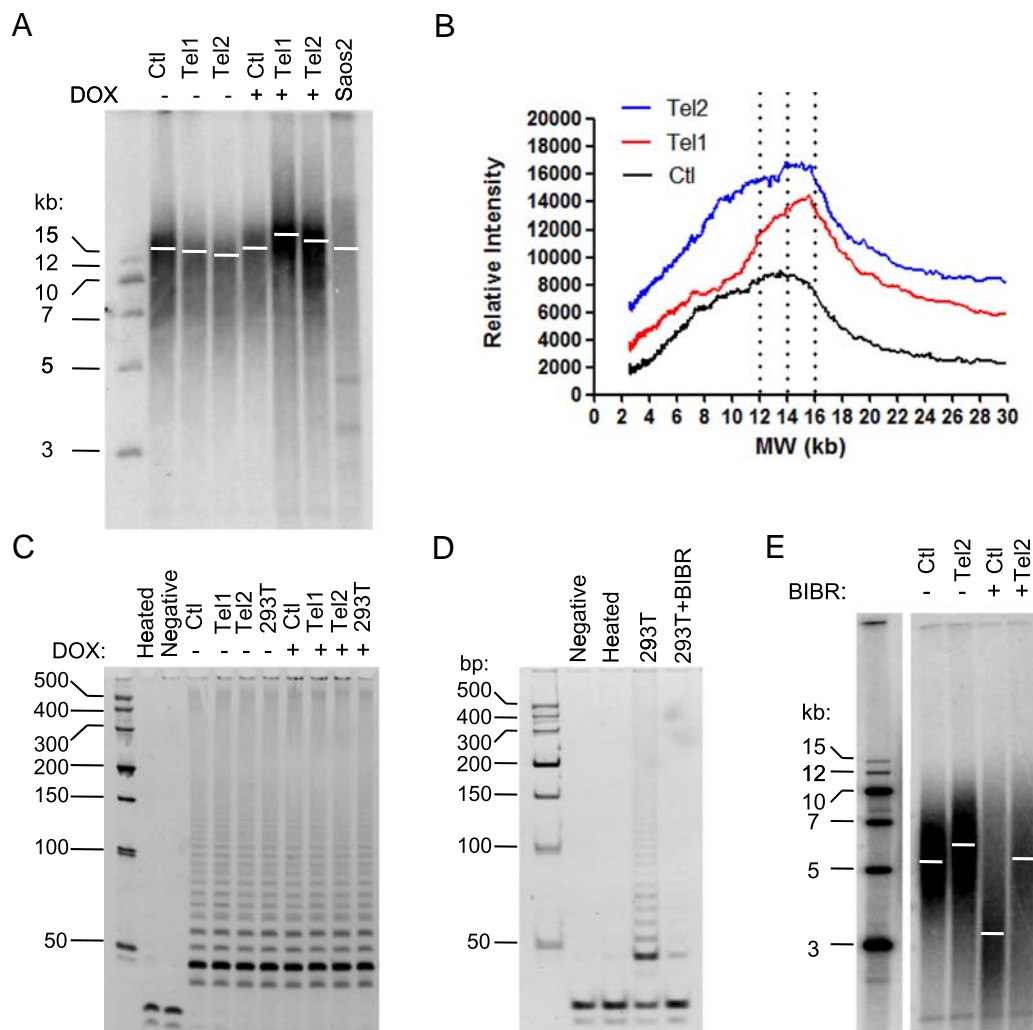 A
Ctl Tel1 Tel2 Ctl Tel1 Tel2 Saos2
DOX - - - + + +
kb:
15
12
10
7
5
3
B
Tel2
Tel1
Ctl
20000
18000
16000
14000
12000
10000
8000
6000
4000
2000
0
Relative Intensity
0 2 4 6 8 10 12 14 16 18 20 22 24 26 28 30
MW (kb)
C
Heated Negative Ctl Tel1 Tel2 293T Ctl Tel1 Tel2 293T
DOX: - - - - + + + +
500
400
300
200
150
100
50
D
Negative Heated 293T 293T+BIBR
bp:
500
400
300
200
150
100
50
E
Ctl Tel2 Ctl Tel2
BIBR: - - + +
kb:
15
12
10
7
5
3